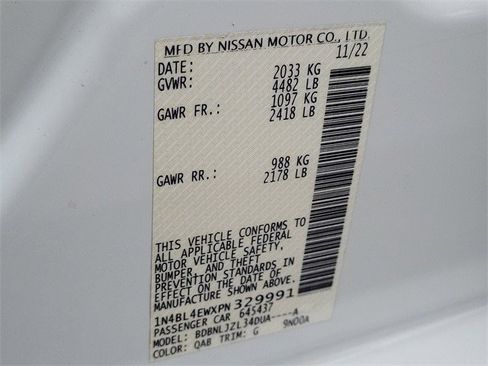 MFD BY NISSAN MOTOR CO., LTD.
DATE: 11/22
GVWR: 2033 KG
4482 LB
GAWR FR.: 1097 KG
2418 LB
GAWR RR.: 988 KG
2178 LB
THIS VEHICLE CONFORMS TO
ALL APPLICABLE FEDERAL
MOTOR VEHICLE SAFETY,
BUMPER, AND THEFT
PREVENTION STANDARDS IN
EFFECT ON THE DATE OF
MANUFACTURE SHOWN ABOVE.
1N4BL4EWXPN329991
PASSENGER CAR 645437
MODEL: BDBNLJZL34DUA----A
COLOR: QAB TRIM: G 9N00A